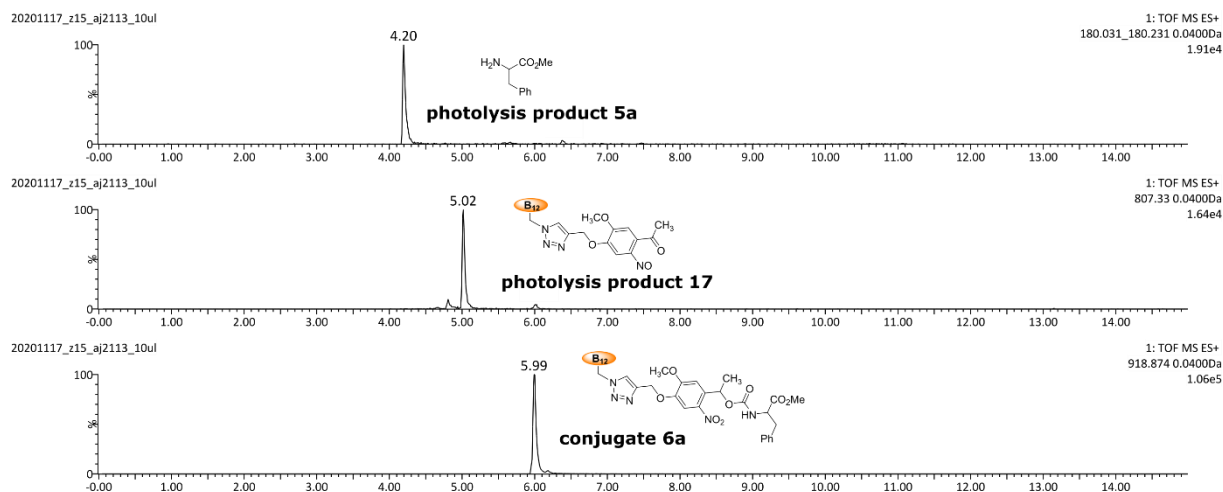 20201117_z15_aj2113_10ul
1: TOF MS ES+
180.031_180.231 0.0400Da
1.91e4
100
%
0
4.20
H2N CO2Me
Ph
photolysis product 5a
-0.00 1.00 2.00 3.00 4.00 5.00 6.00 7.00 8.00 9.00 10.00 11.00 12.00 13.00 14.00
20201117_z15_aj2113_10ul
1: TOF MS ES+
807.33 0.0400Da
1.64e4
100
%
0
5.02
B12
OCH3 CH3
N
N=N O O
NO
photolysis product 17
-0.00 1.00 2.00 3.00 4.00 5.00 6.00 7.00 8.00 9.00 10.00 11.00 12.00 13.00 14.00
20201117_z15_aj2113_10ul
1: TOF MS ES+
918.874 0.0400Da
1.06e5
100
%
0
5.99
B12
OCH3 CH3 O CO2Me
N
N=N O NO2 O N
H
Ph
conjugate 6a
-0.00 1.00 2.00 3.00 4.00 5.00 6.00 7.00 8.00 9.00 10.00 11.00 12.00 13.00 14.00